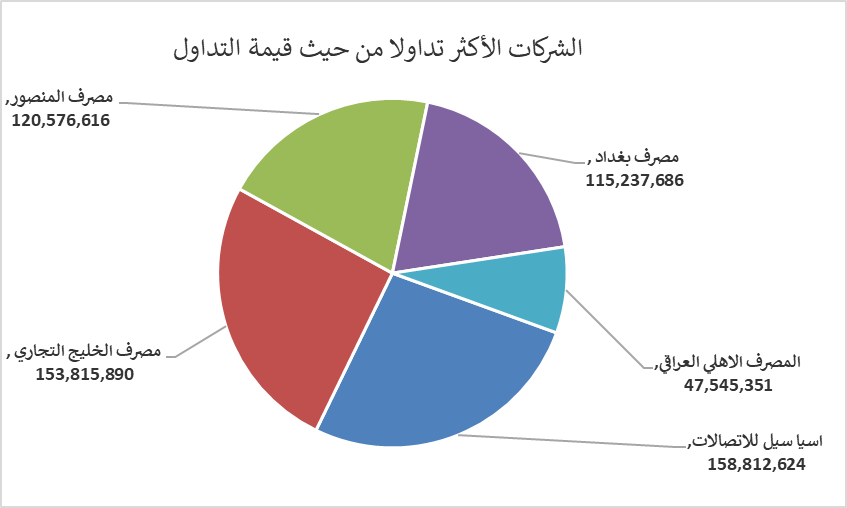 الشركات الأكثر تداولا من حيث قيمة التداول
مصرف المنصور,
120,576,616
مصرف بغداد ,
115,237,686
مصرف الخليج التجاري ,
153,815,890
المصرف الاهلي العراقي,
47,545,351
اسيا سيل للاتصالات,
158,812,624